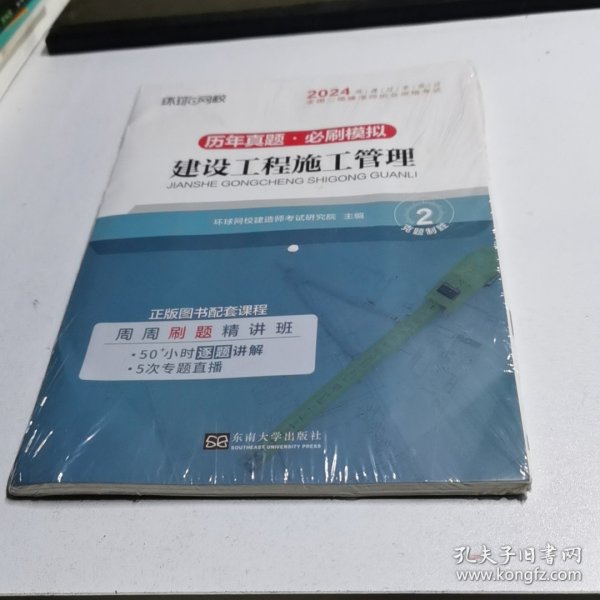 环球网校
2024
历年真题·必刷模拟
建设工程施工管理
JIANSHE GONGCHENG SHIGONG GUANLI
环球网校建造师考试研究院 主编
2
正版图书配套课程
周周刷题精讲班
·50+小时逐题讲解
·5次专题直播
东南大学出版社
SOUTHEAST UNIVERSITY PRESS
孔夫子旧书网
www.kongfz.com